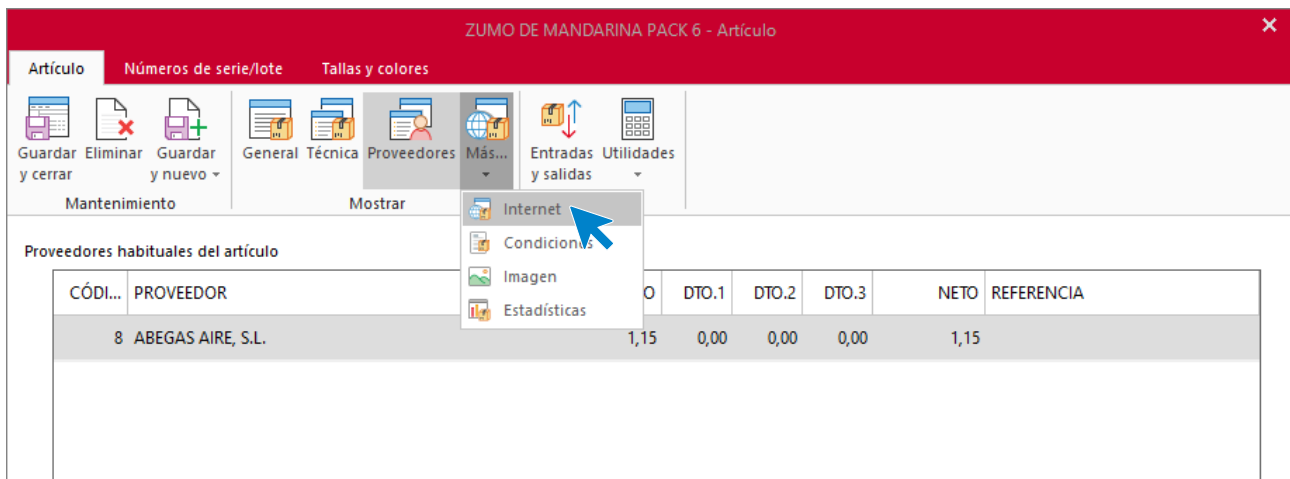 ZUMO DE MANDARINA PACK 6 - Artículo
Artículo Números de serie/lote Tallas y colores
Guardar Eliminar Guardar General Técnica Proveedores Más... Entradas Utilidades
y cerrar y nuevo y salidas
Mantenimiento Mostrar
Internet
Condiciones
Imagen
Estadísticas
Proveedores habituales del artículo
CÓDI... PROVEEDOR DTO.1 DTO.2 DTO.3 NETO REFERENCIA
8 ABEGAS AIRE, S.L. 1,15 0,00 0,00 0,00 1,15